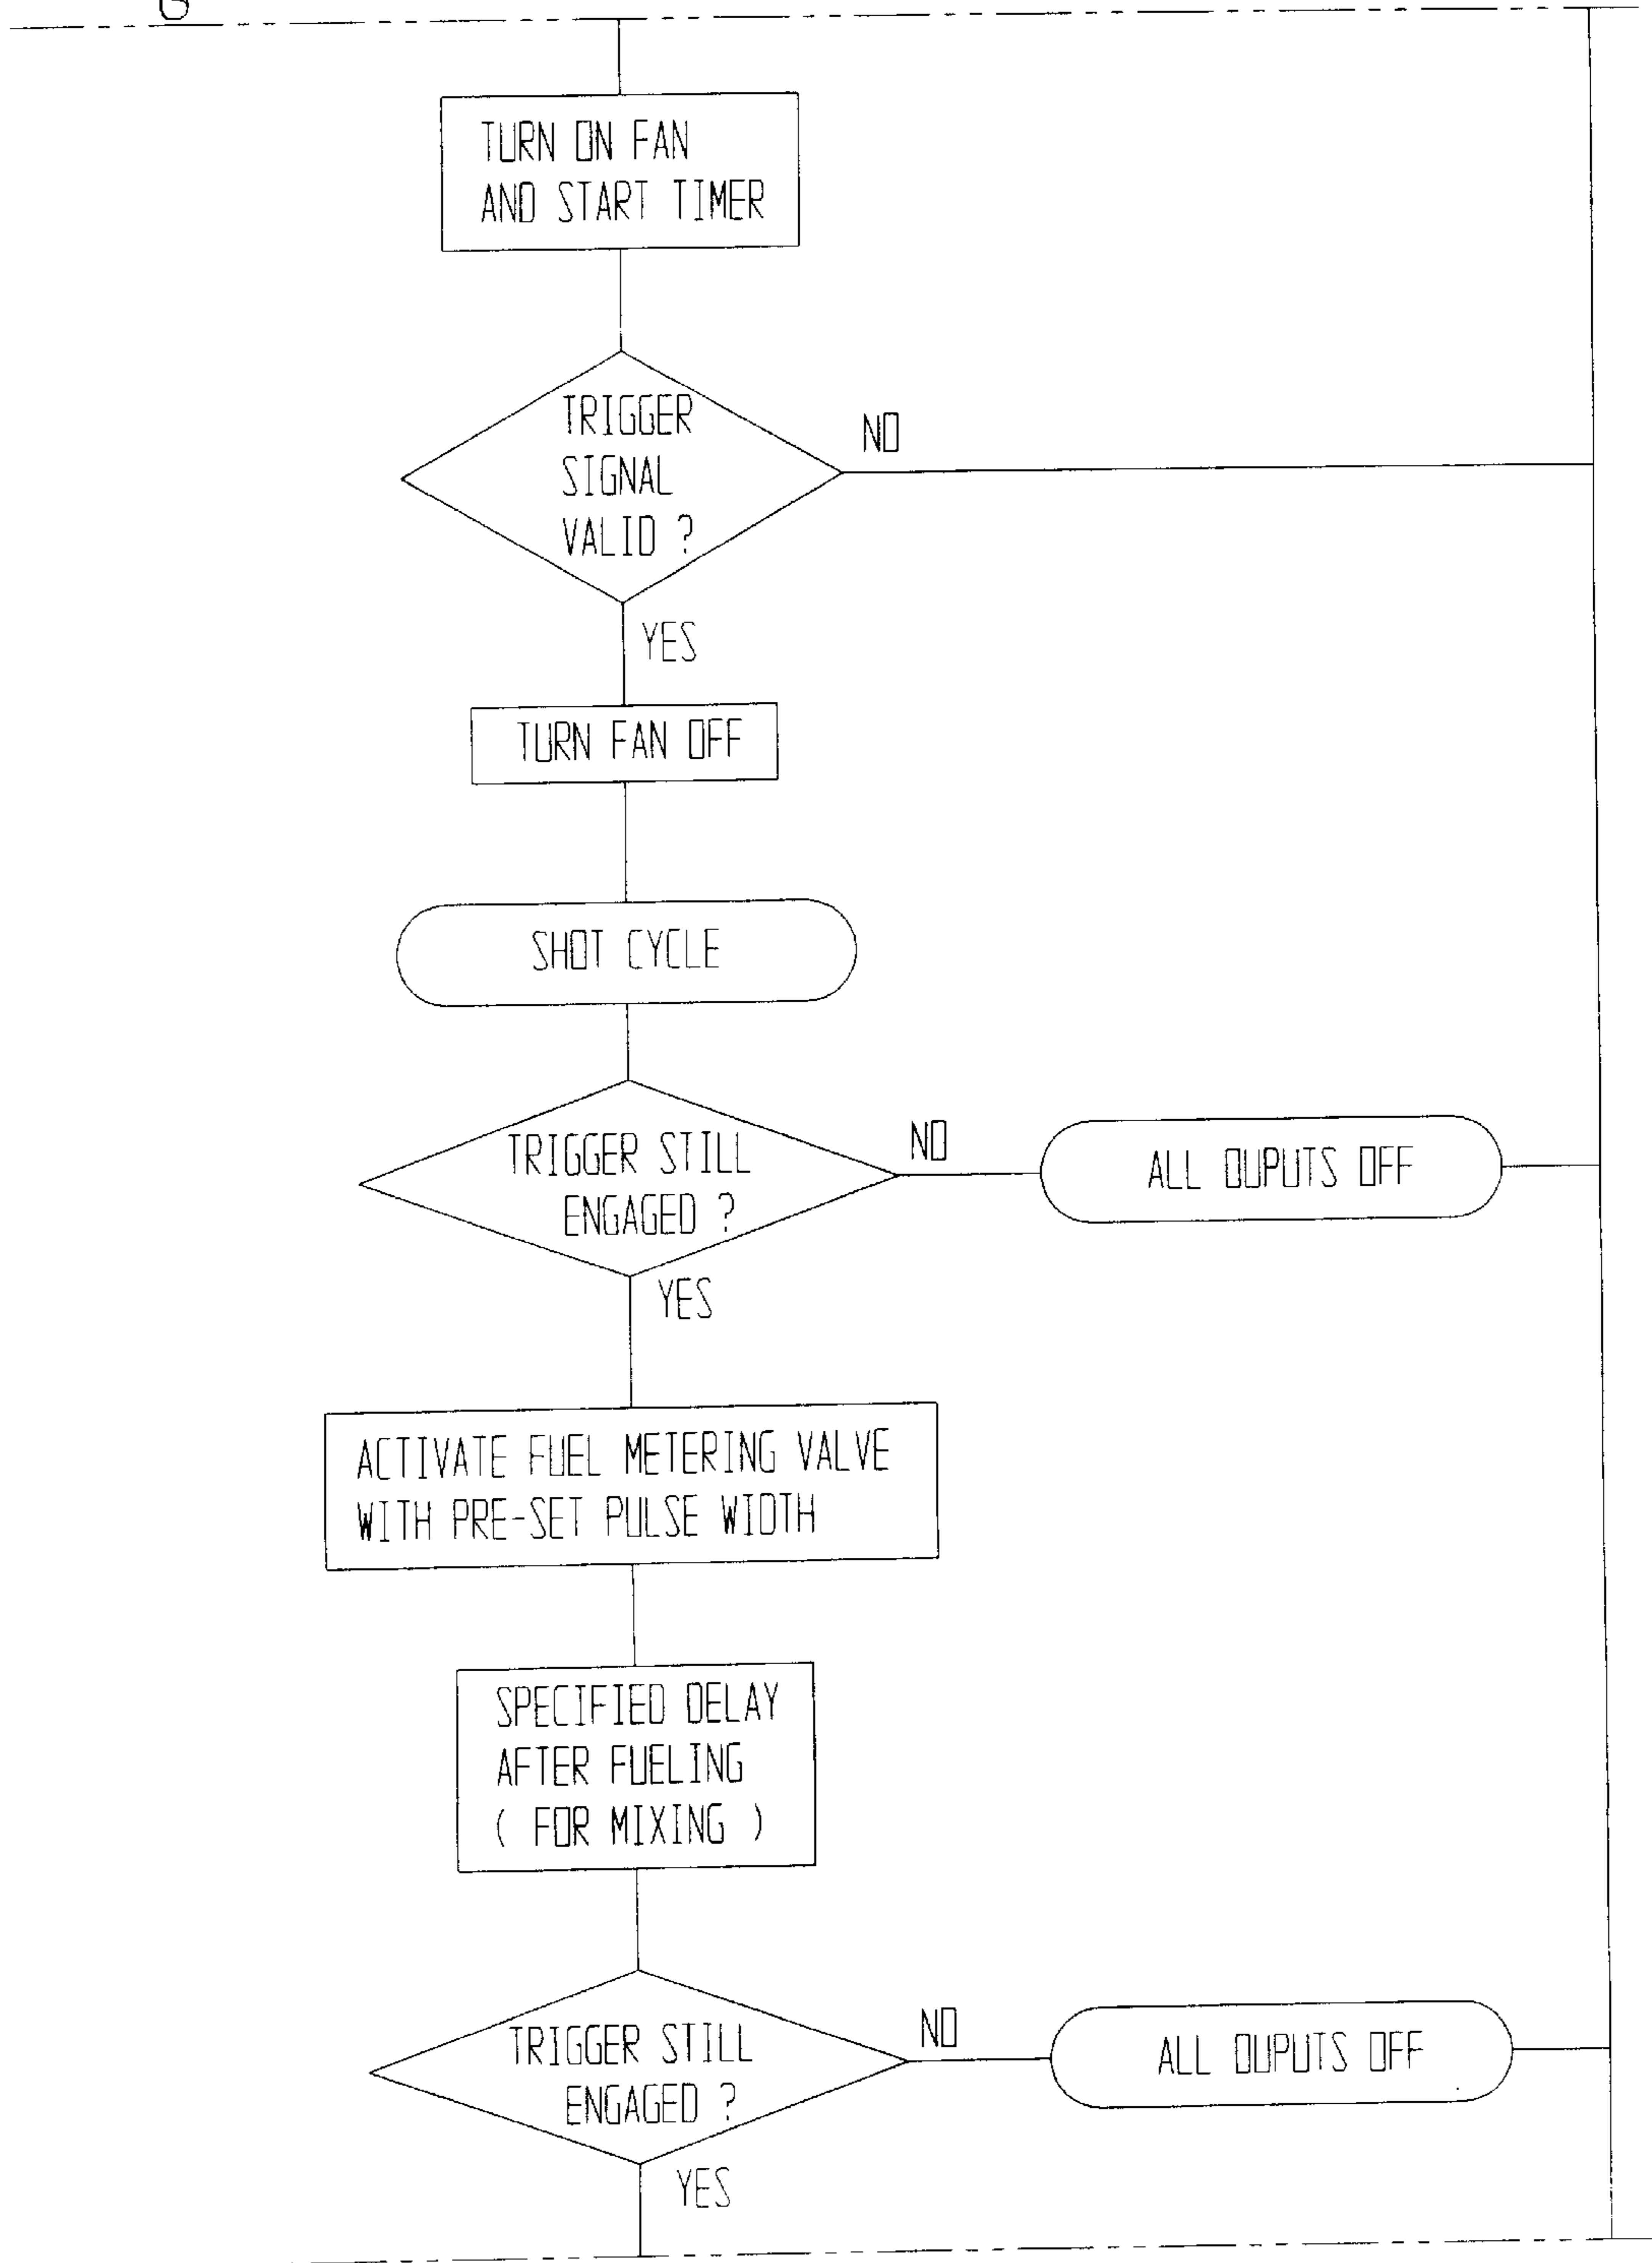 TURN ON FAN
AND START TIMER
TRIGGER
SIGNAL
VALID ?
NO
YES
TURN FAN OFF
SHOT CYCLE
TRIGGER STILL
ENGAGED ?
NO
ALL OUPUTS OFF
YES
ACTIVATE FUEL METERING VALVE
WITH PRE-SET PULSE WIDTH
SPECIFIED DELAY
AFTER FUELING
( FOR MIXING )
TRIGGER STILL
ENGAGED ?
NO
ALL OUPUTS OFF
YES